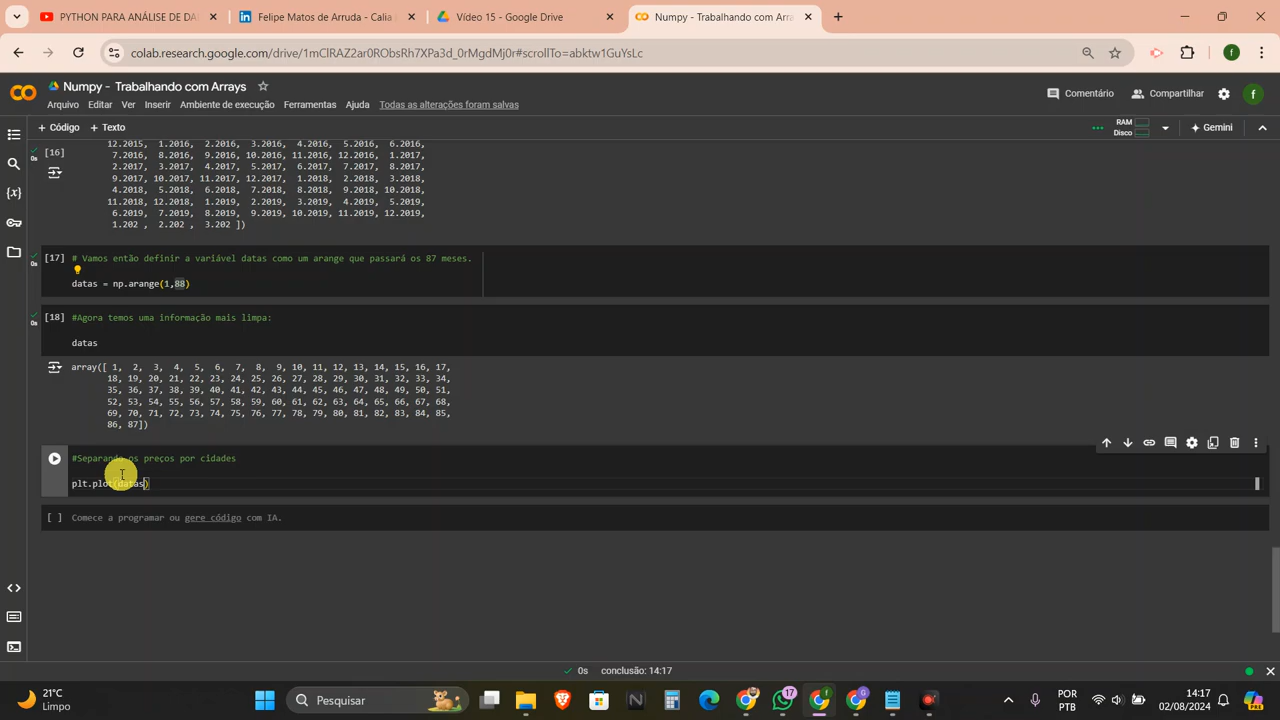 PYTHON PARA ANÁLISE DE DA
Felipe Matos de Arruda - Calia
Vídeo 15 - Google Drive
Numpy - Trabalhando com Arra
colab.research.google.com/drive/1mClRAZ2ar0RObsRh7XPa3d_0rMgdMj0r#scrollTo=abktw1GuYsLc
f
Numpy - Trabalhando com Arrays
Arquivo Editar Ver Inserir Ambiente de execução Ferramentas Ajuda Todas as alterações foram salvas
Comentário Compartilhar f
+ Código + Texto
RAM
Disco
Gemini
[16]
0s
12.2015, 1.2016, 2.2016, 3.2016, 4.2016, 5.2016, 6.2016,
7.2016, 8.2016, 9.2016, 10.2016, 11.2016, 12.2016, 1.2017,
2.2017, 3.2017, 4.2017, 5.2017, 6.2017, 7.2017, 8.2017,
9.2017, 10.2017, 11.2017, 12.2017, 1.2018, 2.2018, 3.2018,
4.2018, 5.2018, 6.2018, 7.2018, 8.2018, 9.2018, 10.2018,
11.2018, 12.2018, 1.2019, 2.2019, 3.2019, 4.2019, 5.2019,
6.2019, 7.2019, 8.2019, 9.2019, 10.2019, 11.2019, 12.2019,
1.202 , 2.202 , 3.202 ])
[17] # Vamos então definir a variável datas como um arange que passará os 87 meses.
0s
datas = np.arange(1,88)
[18] #Agora temos uma informação mais limpa:
0s
datas
array([ 1, 2, 3, 4, 5, 6, 7, 8, 9, 10, 11, 12, 13, 14, 15, 16, 17,
18, 19, 20, 21, 22, 23, 24, 25, 26, 27, 28, 29, 30, 31, 32, 33, 34,
35, 36, 37, 38, 39, 40, 41, 42, 43, 44, 45, 46, 47, 48, 49, 50, 51,
52, 53, 54, 55, 56, 57, 58, 59, 60, 61, 62, 63, 64, 65, 66, 67, 68,
69, 70, 71, 72, 73, 74, 75, 76, 77, 78, 79, 80, 81, 82, 83, 84, 85,
86, 87])
#Separando os preços por cidades
plt.plot(datas)
[ ] Comece a programar ou gere código com IA.
0s conclusão: 14:17
21°C
Limpo
Pesquisar
17
POR
PTB
14:17
02/08/2024